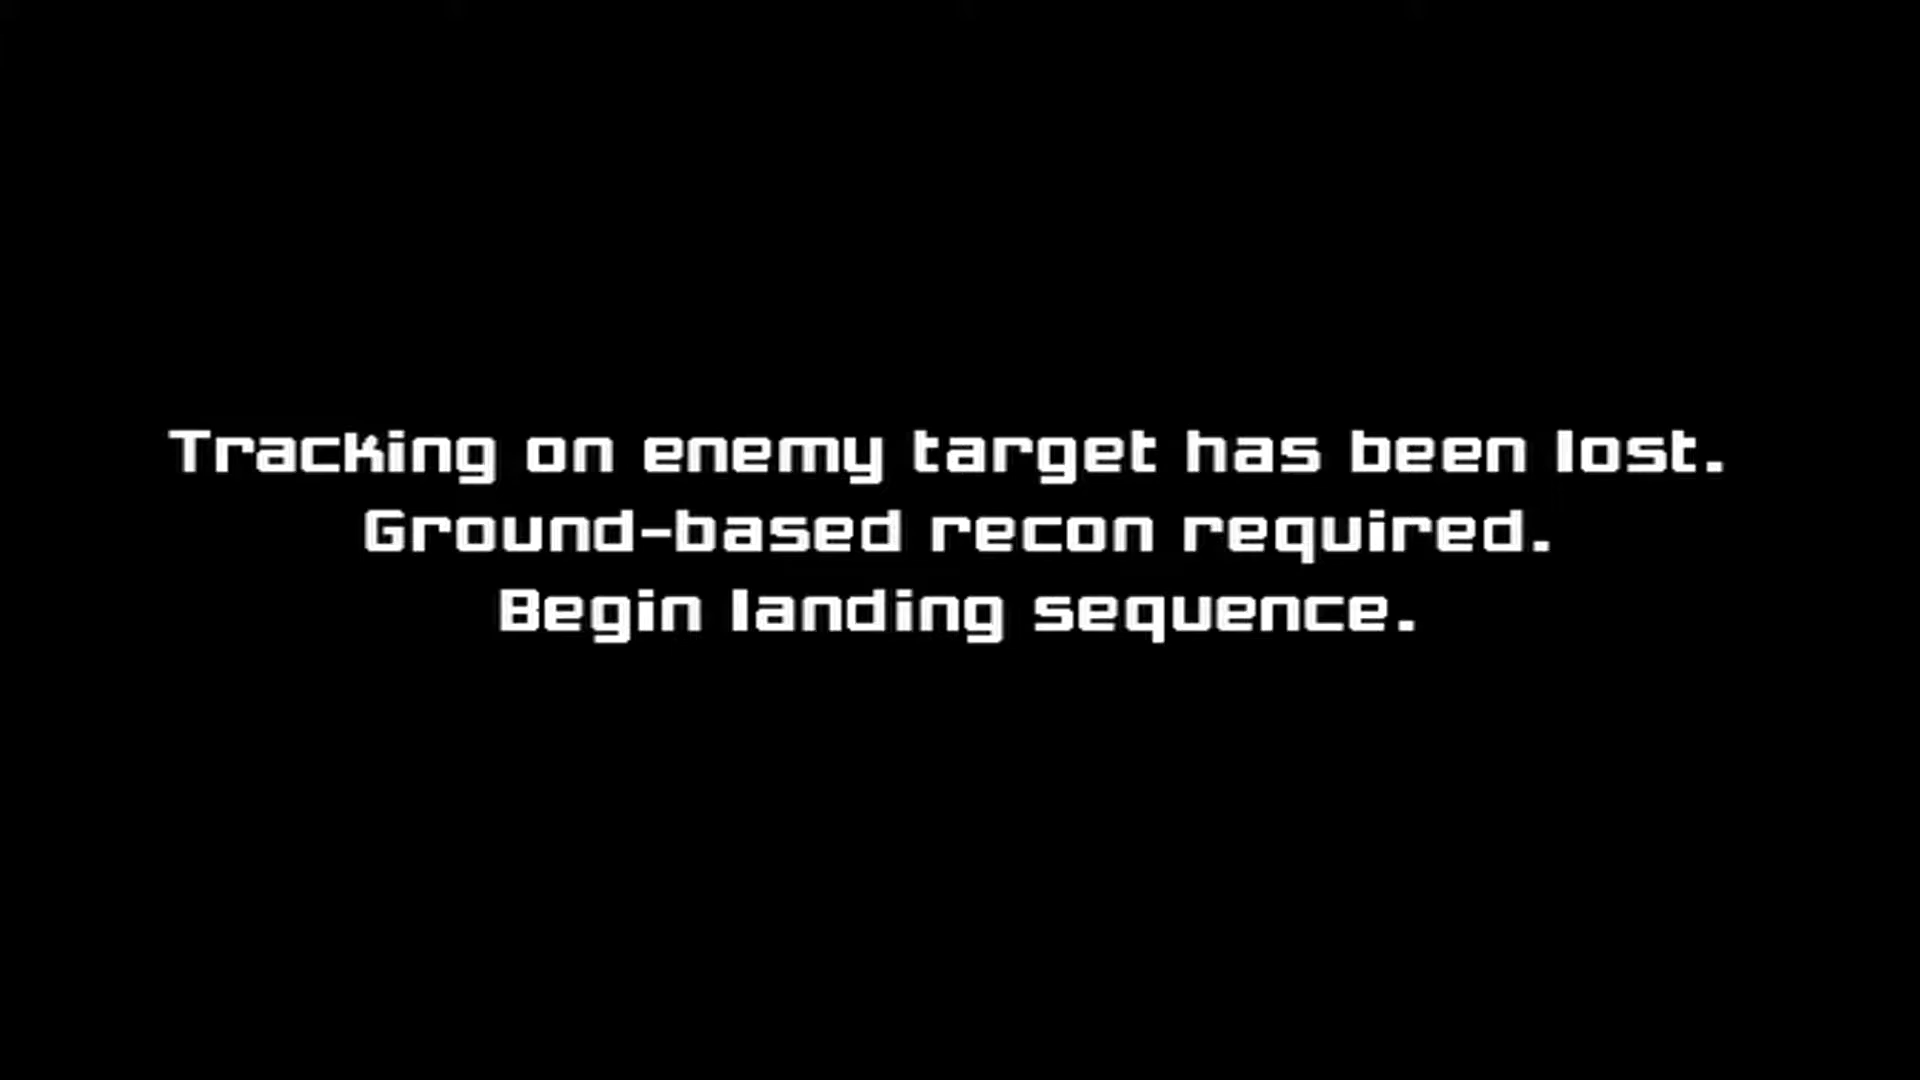 Tracking on enemy target has been lost.
Ground-based recon required.
Begin landing sequence.